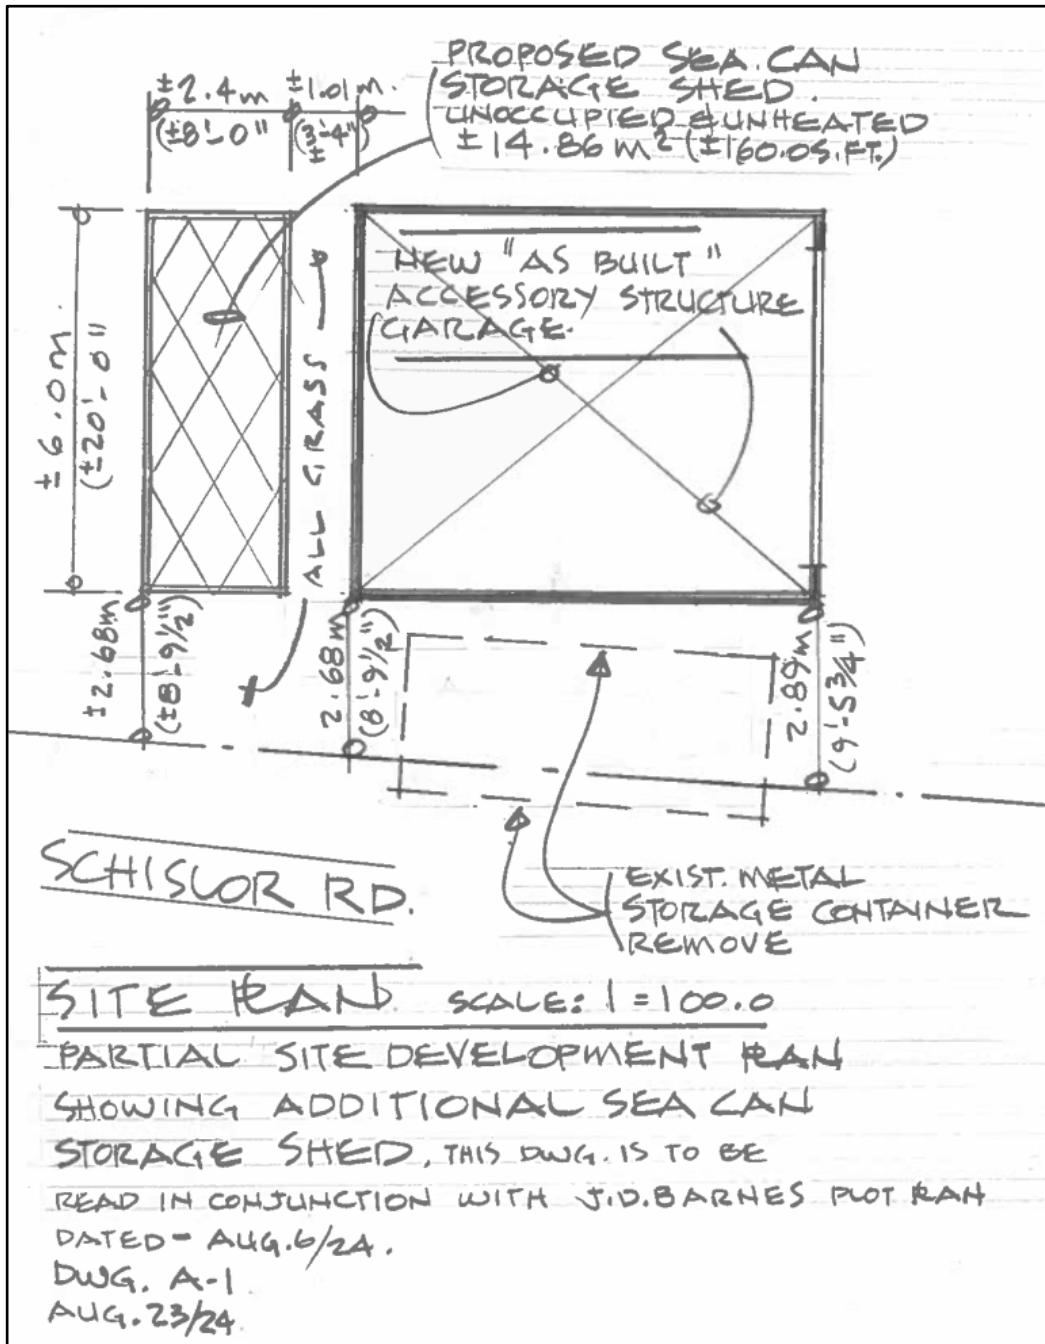 PROPOSED SEA CAN
STORAGE SHED.
UNOCCUPIED & UNHEATED
±14.86 m² (±160.0 S.FT.)
±2.4m
(±8'-0")
±1.01m.
(3'-4")
±
NEW "AS BUILT"
ACCESSORY STRUCTURE
GARAGE.
±6.0m.
(±20'-0")
ALL GRASS
±2.68m
(±8'-9½")
2.68m
(8'-9½")
2.89m
(9'-5¾")
SCHISLOR RD.
EXIST. METAL
STORAGE CONTAINER
REMOVE
SITE PLAN SCALE: 1=100.0
PARTIAL SITE DEVELOPMENT PLAN
SHOWING ADDITIONAL SEA CAN
STORAGE SHED, THIS DWG. IS TO BE
READ IN CONJUNCTION WITH J.D. BARNES PLOT PLAN
DATED - AUG. 6/24.
DWG. A-1
AUG. 23/24.